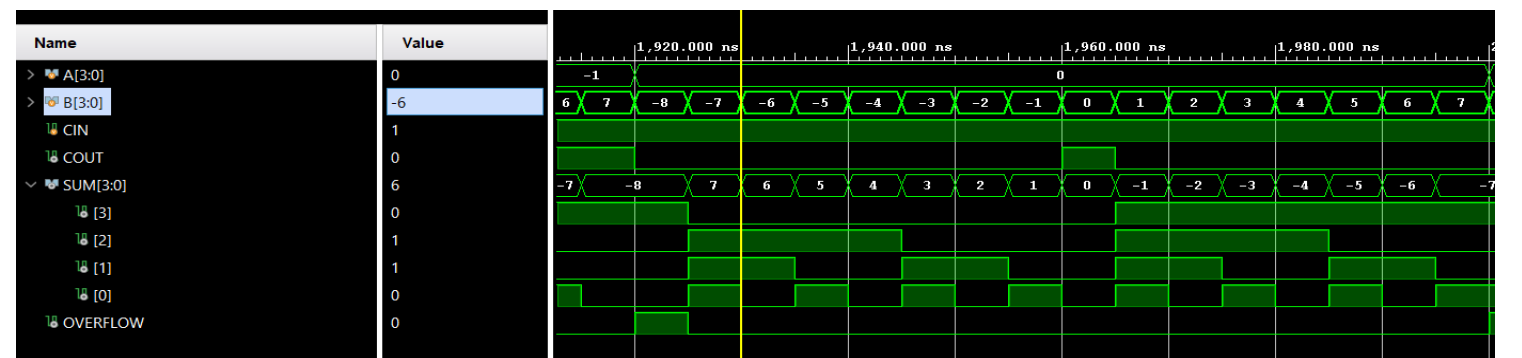 Name Value 1,920.000 ns 1,940.000 ns 1,960.000 ns 1,980.000 ns
A[3:0] 0 -1 0
B[3:0] -6 6 7 -8 -7 -6 -5 -4 -3 -2 -1 0 1 2 3 4 5 6 7
CIN 1
COUT 0
SUM[3:0] 6 -7 -8 7 6 5 4 3 2 1 0 -1 -2 -3 -4 -5 -6 -7
[3] 0
[2] 1
[1] 1
[0] 0
OVERFLOW 0